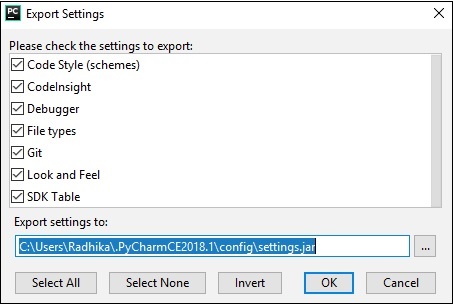 PC Export Settings
Please check the settings to export:
Code Style (schemes)
CodeInsight
Debugger
File types
Git
Look and Feel
SDK Table
Export settings to:
C:\Users\Radhika\.PyCharmCE2018.1\config\settings.jar
...
Select All Select None Invert OK Cancel